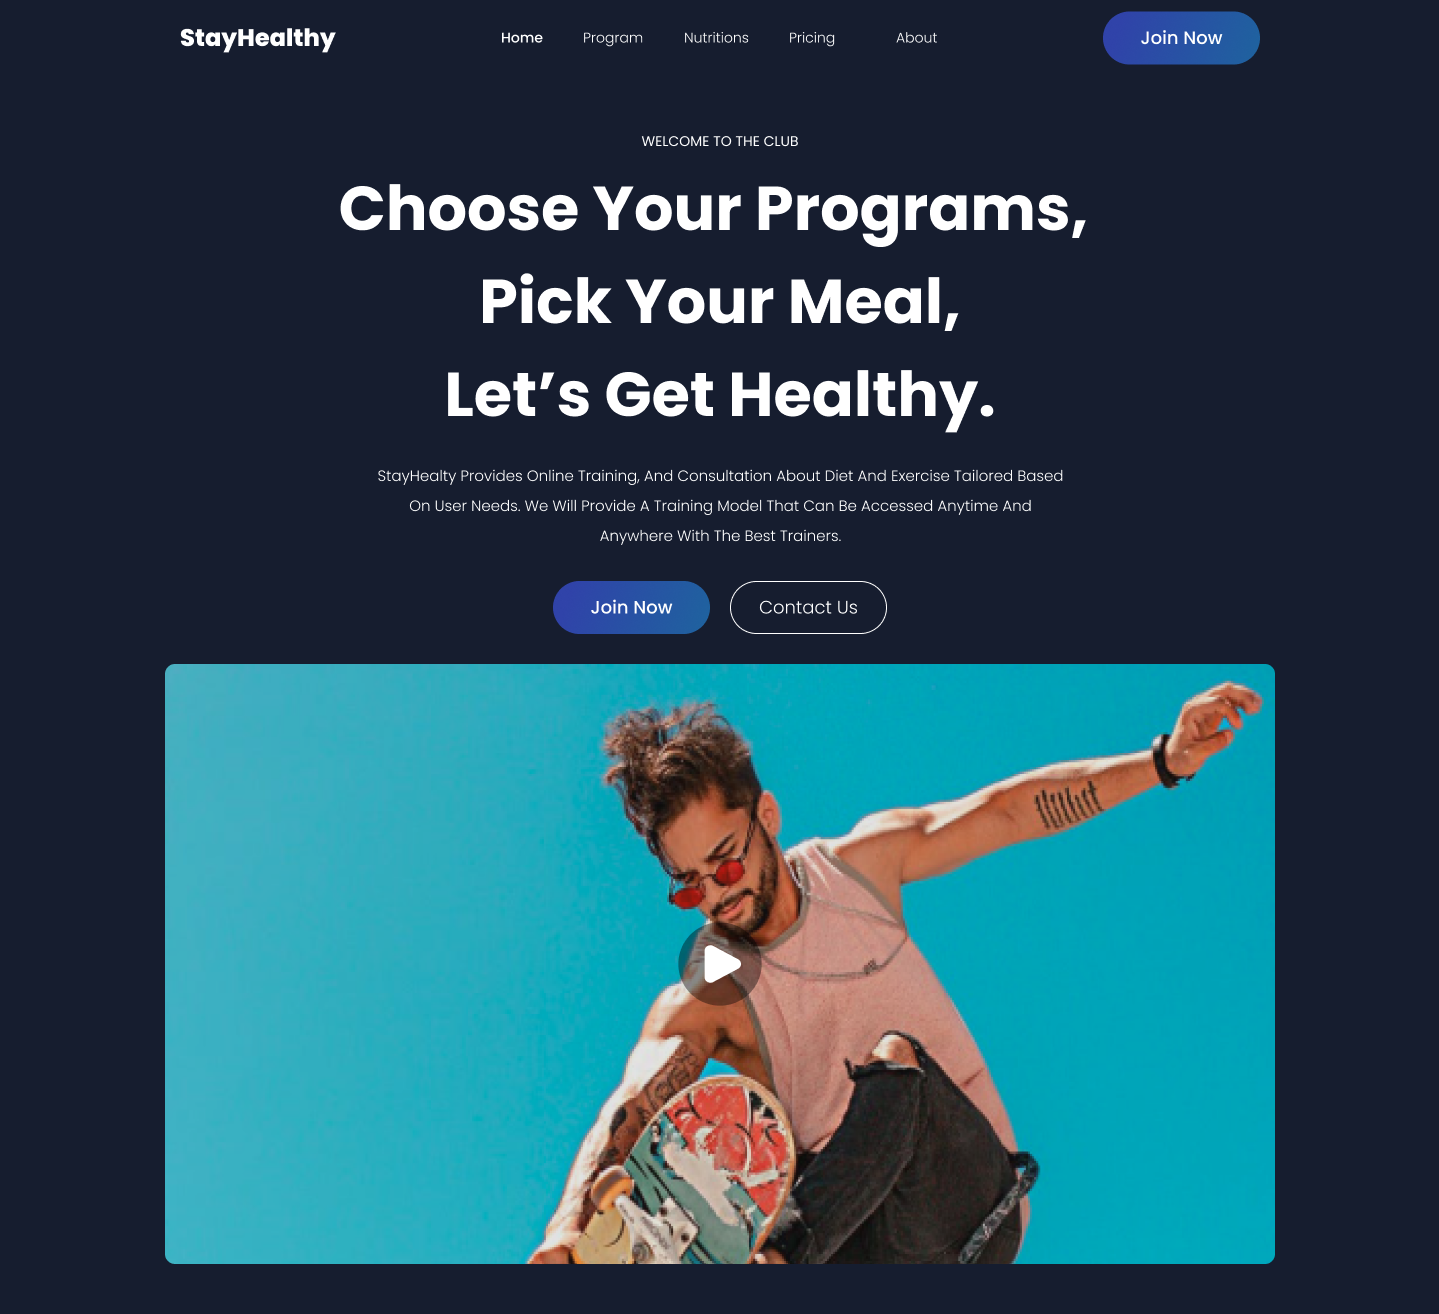 StayHealthy
Home
Program
Nutritions
Pricing
About
Join Now
WELCOME TO THE CLUB
Choose Your Programs,
Pick Your Meal,
Let’s Get Healthy.
StayHealty Provides Online Training, And Consultation About Diet And Exercise Tailored Based
On User Needs. We Will Provide A Training Model That Can Be Accessed Anytime And
Anywhere With The Best Trainers.
Join Now
Contact Us